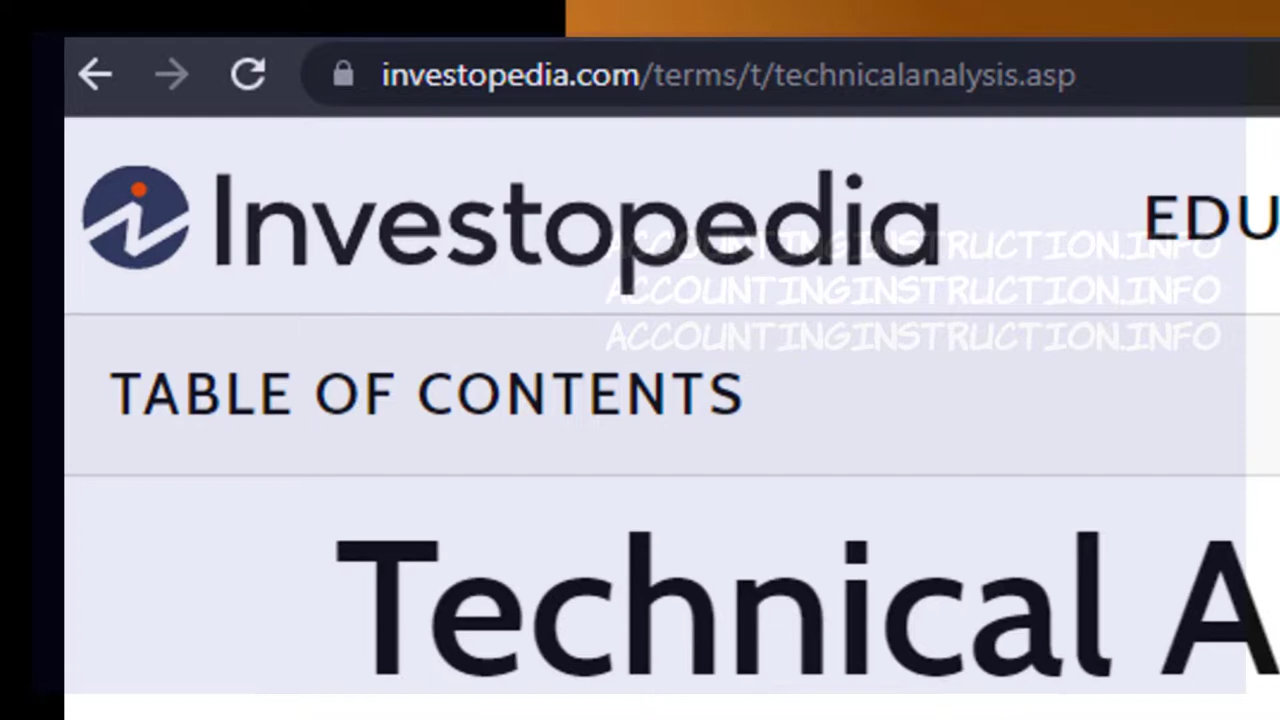 investopedia.com/terms/t/technicalanalysis.asp
Investopedia
EDU
ACCOUNTINGINSTRUCTION.INFO
ACCOUNTINGINSTRUCTION.INFO
ACCOUNTINGINSTRUCTION.INFO
TABLE OF CONTENTS
Technical A